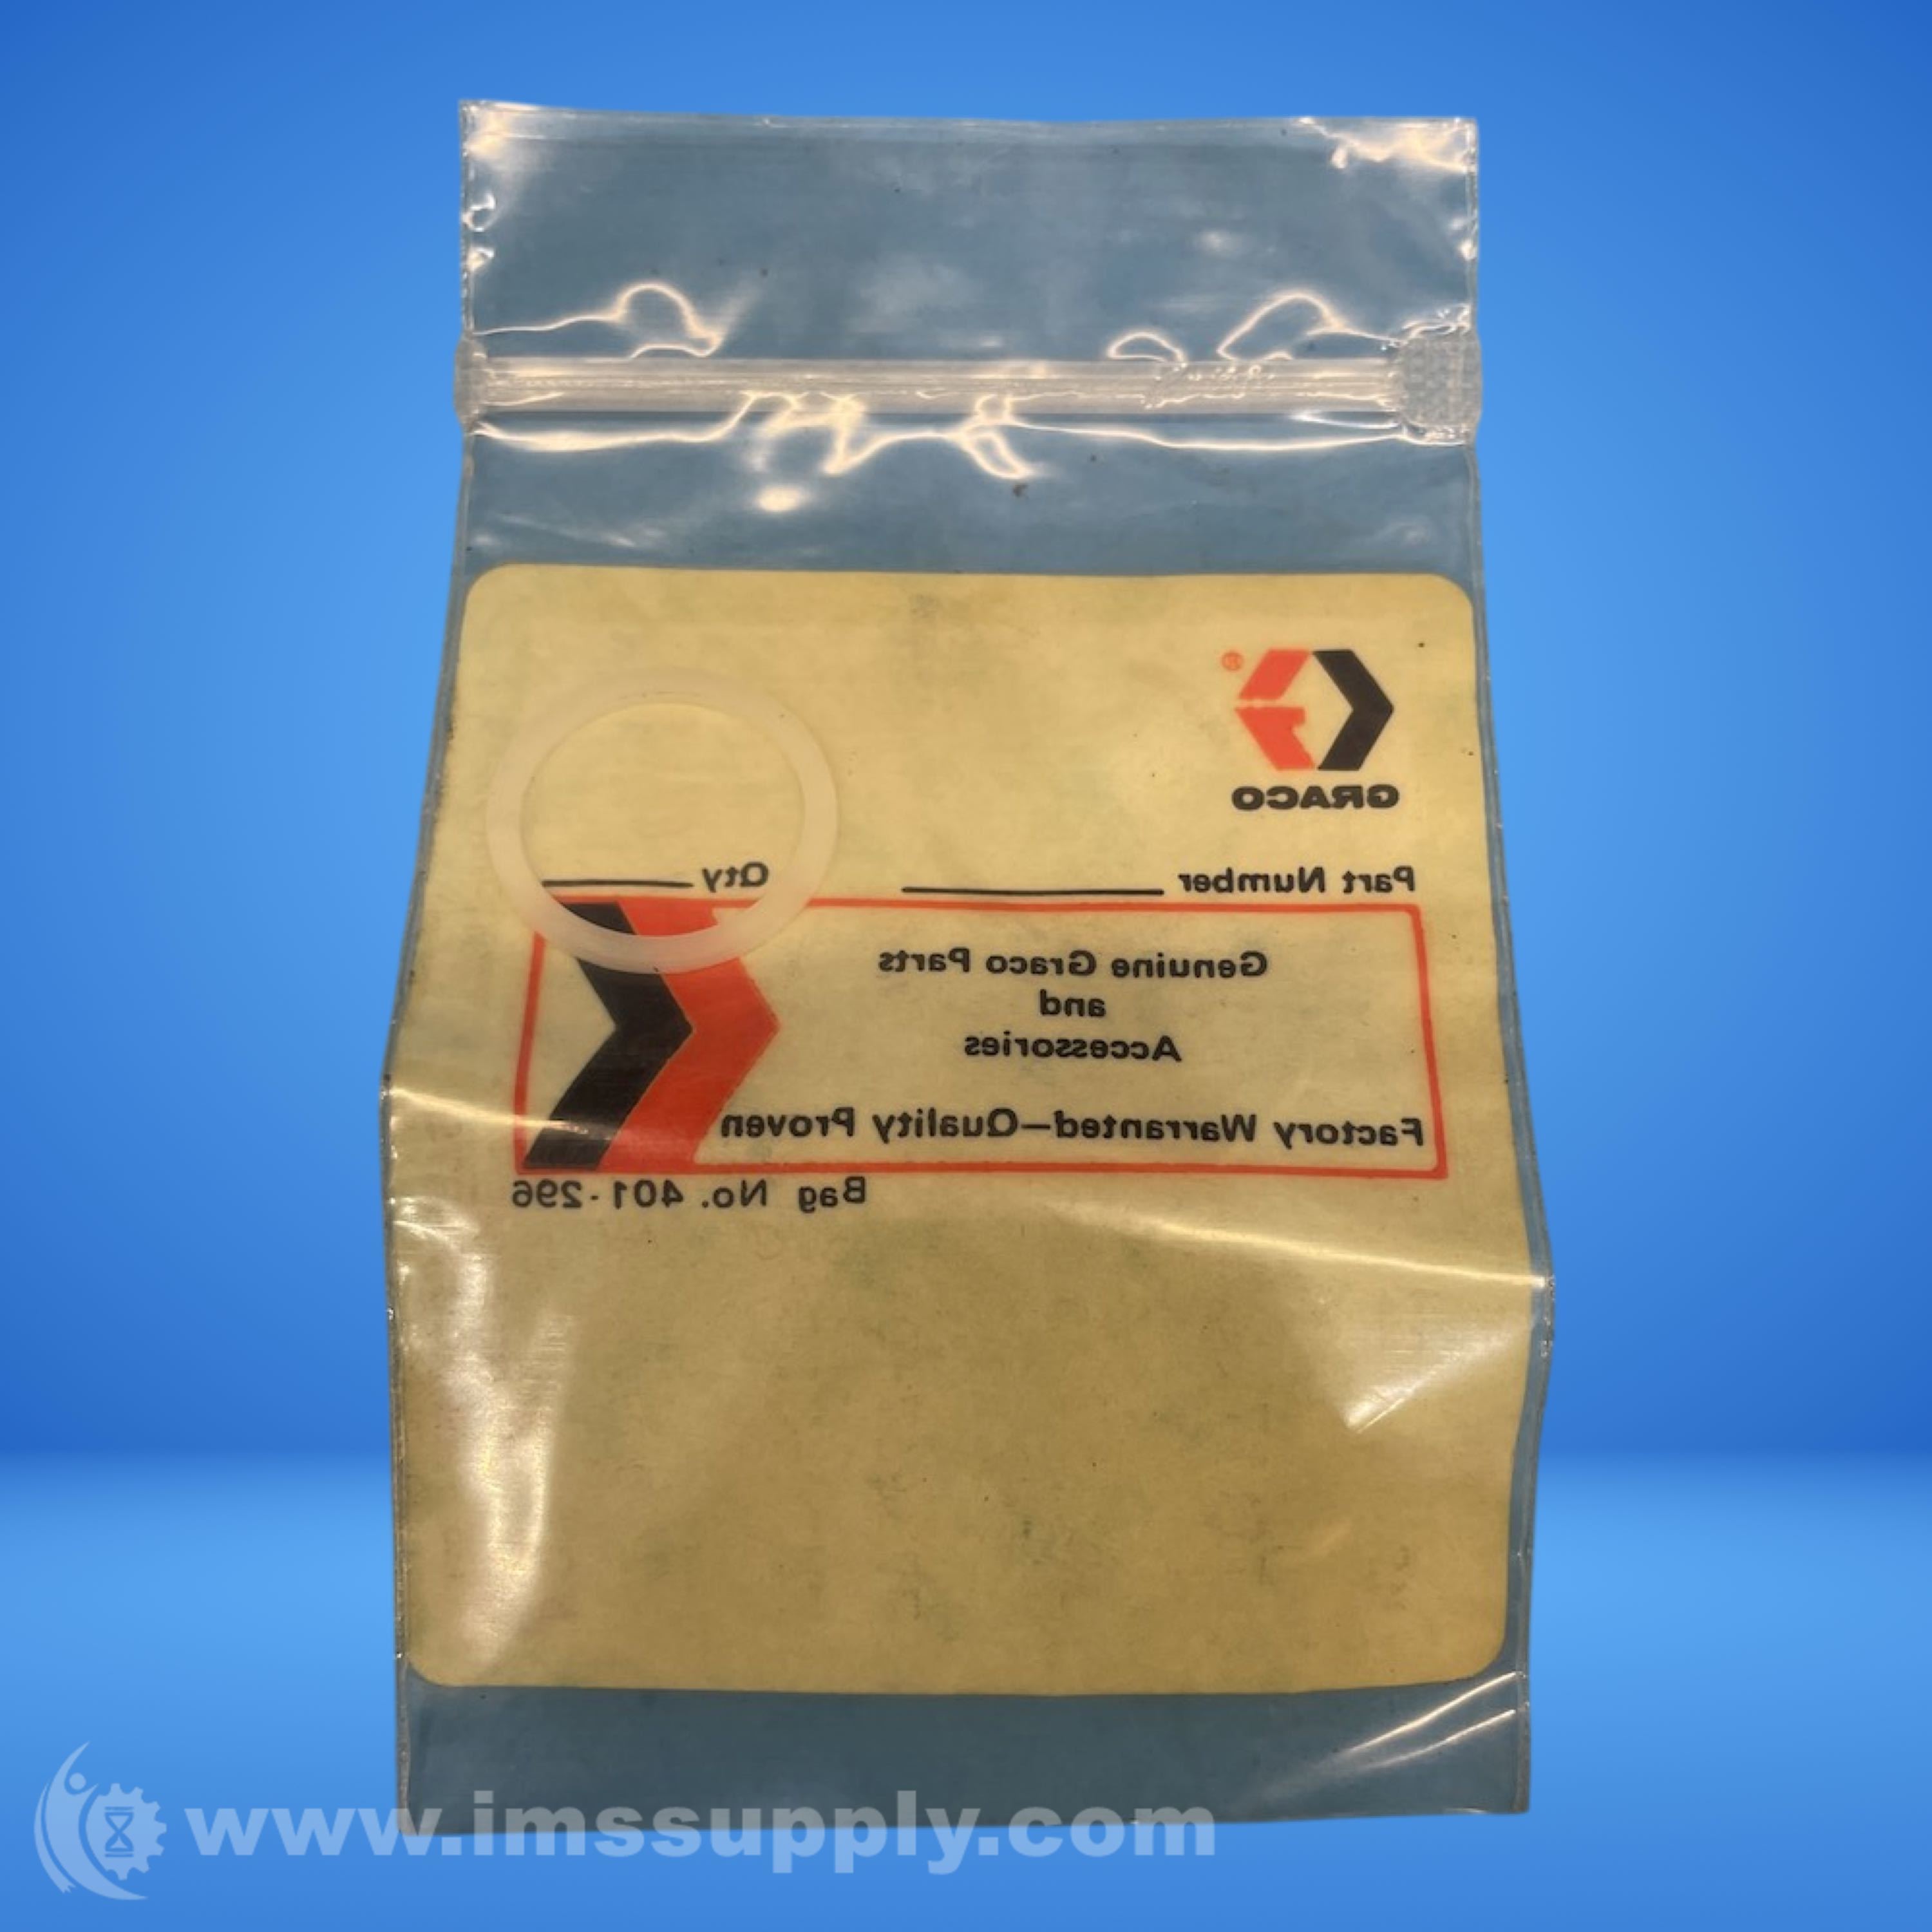 ®
GRACO
Part Number
Qty
Genuine Graco Parts
and
Accessories
Factory Warranted—Quality Proven
Bag No. 401-296
www.imssupply.com